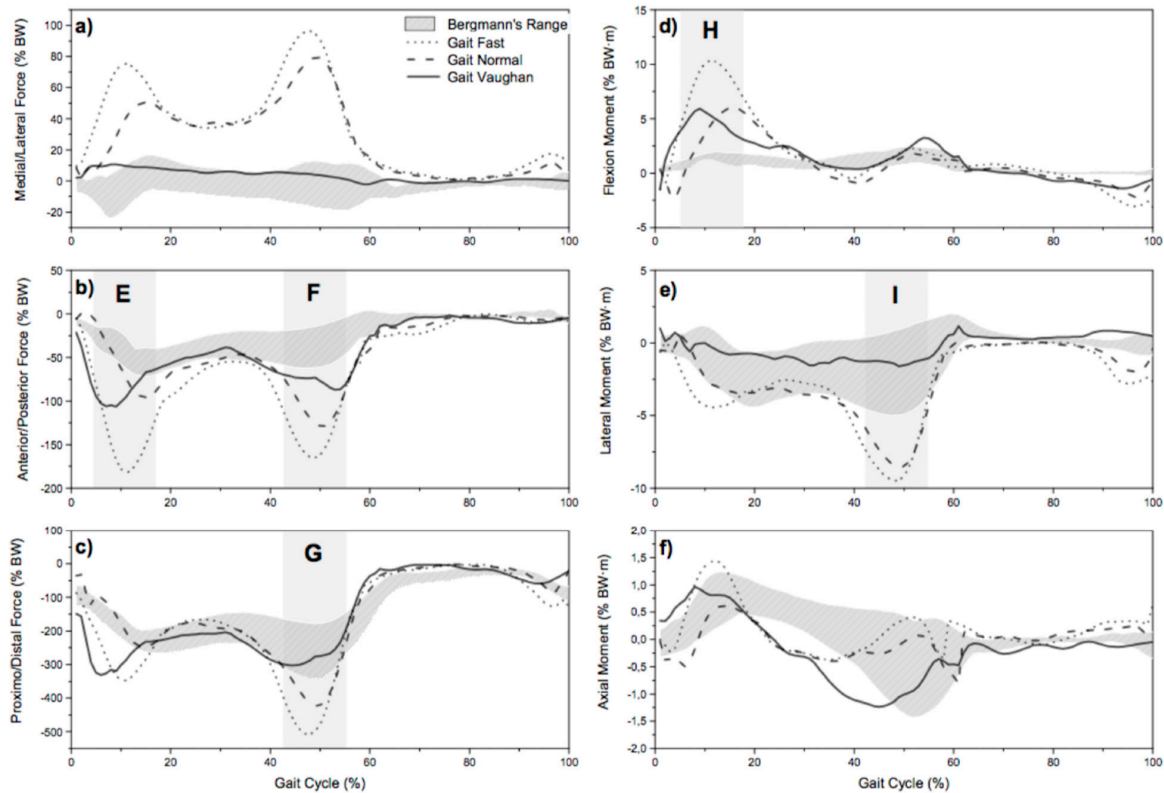 a)
Medial/Lateral Force (% BW)
100
80
60
40
20
0
-20
0 20 40 60 80 100
Bergmann's Range
Gait Fast
Gait Normal
Gait Vaughan
d)
H
Flexion Moment (% BW·m)
15
10
5
0
-5
0 20 40 60 80 100
b)
E
F
Anterior/Posterior Force (% BW)
50
0
-50
-100
-150
-200
0 20 40 60 80 100
e)
I
Lateral Moment (% BW·m)
5
0
-5
-10
0 20 40 60 80 100
c)
G
Proximo/Distal Force (% BW)
100
0
-100
-200
-300
-400
-500
0 20 40 60 80 100
Gait Cycle (%)
f)
Axial Moment (% BW·m)
2,0
1,5
1,0
0,5
0,0
-0,5
-1,0
-1,5
-2,0
0 20 40 60 80 100
Gait Cycle (%)